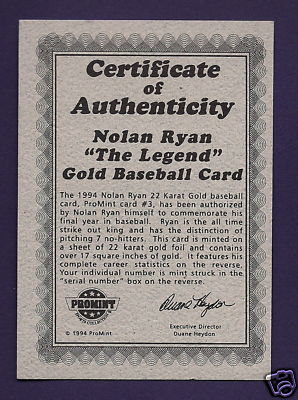 Certificate
of
Authenticity
Nolan Ryan
"The Legend"
Gold Baseball Card
The 1994 Nolan Ryan 22 Karat Gold baseball
card, ProMint card #3, has been authorized
by Nolan Ryan himself to commemorate his
final year in baseball. Ryan is the all time
strike out king and has the distinction of
pitching 7 no-hitters. This card is minted on
a sheet of 22 karat gold foil and contains
over 17 square inches of gold. It features his
complete career statistics on the reverse.
Your individual number is mint struck in the
"serial number" box on the reverse.
PROMINT
Duane Heydon
© 1994 ProMint
Executive Director
Duane Heydon